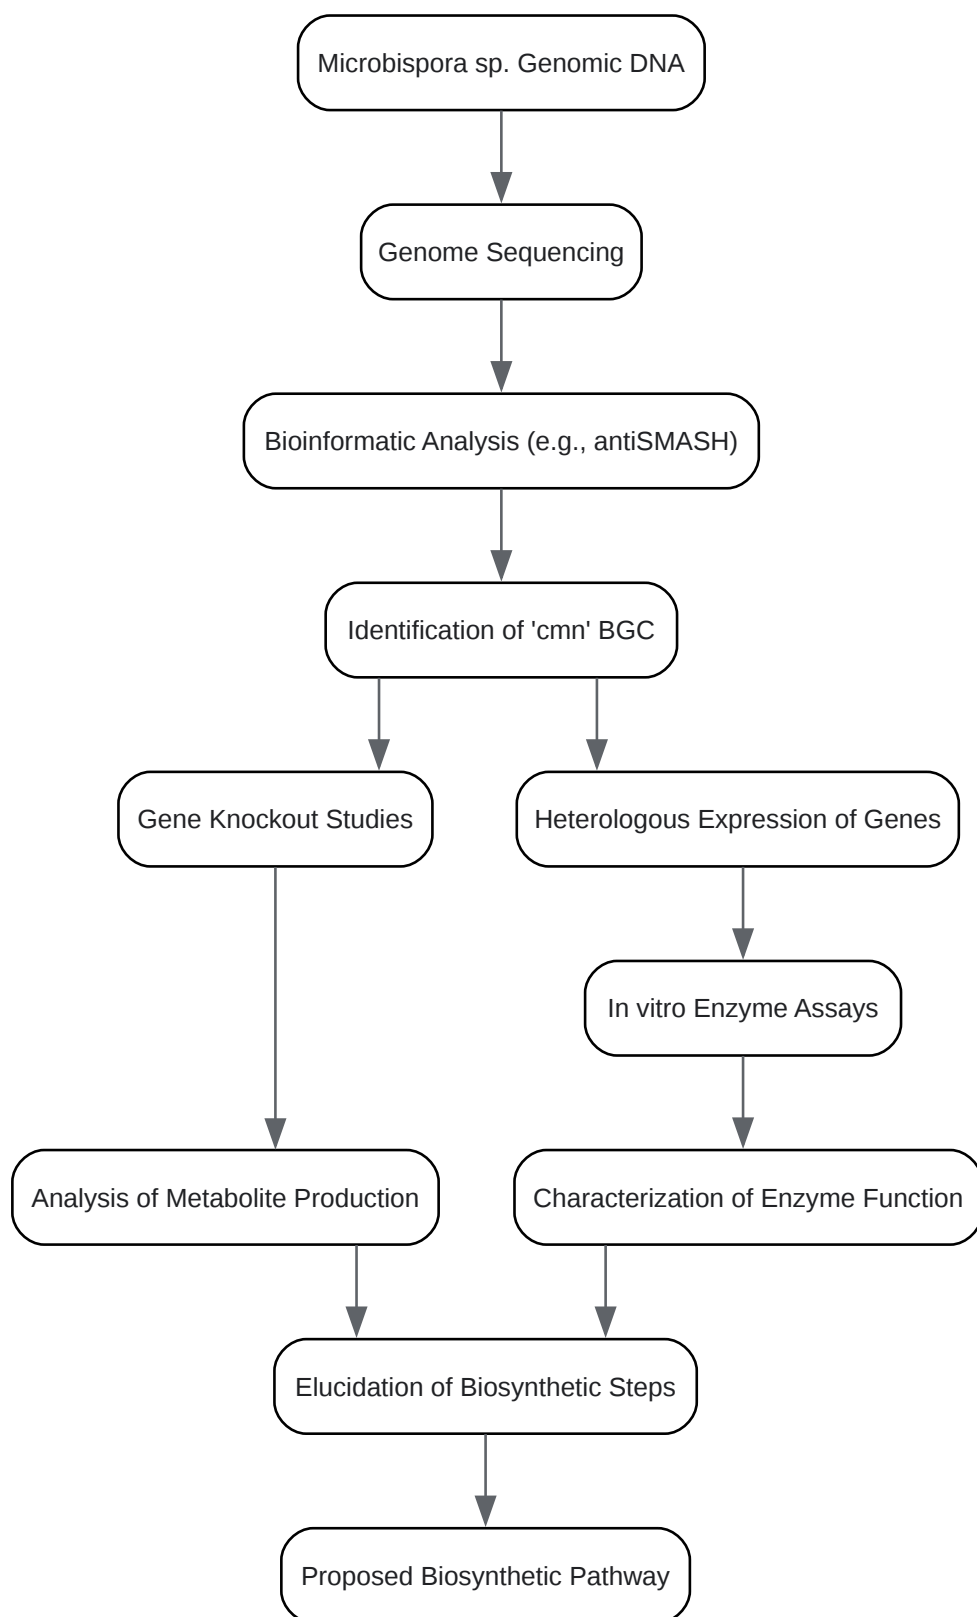 Microbispora sp. Genomic DNA
Genome Sequencing
Bioinformatic Analysis (e.g., antiSMASH)
Identification of 'cmn' BGC
Gene Knockout Studies
Heterologous Expression of Genes
In vitro Enzyme Assays
Analysis of Metabolite Production
Characterization of Enzyme Function
Elucidation of Biosynthetic Steps
Proposed Biosynthetic Pathway